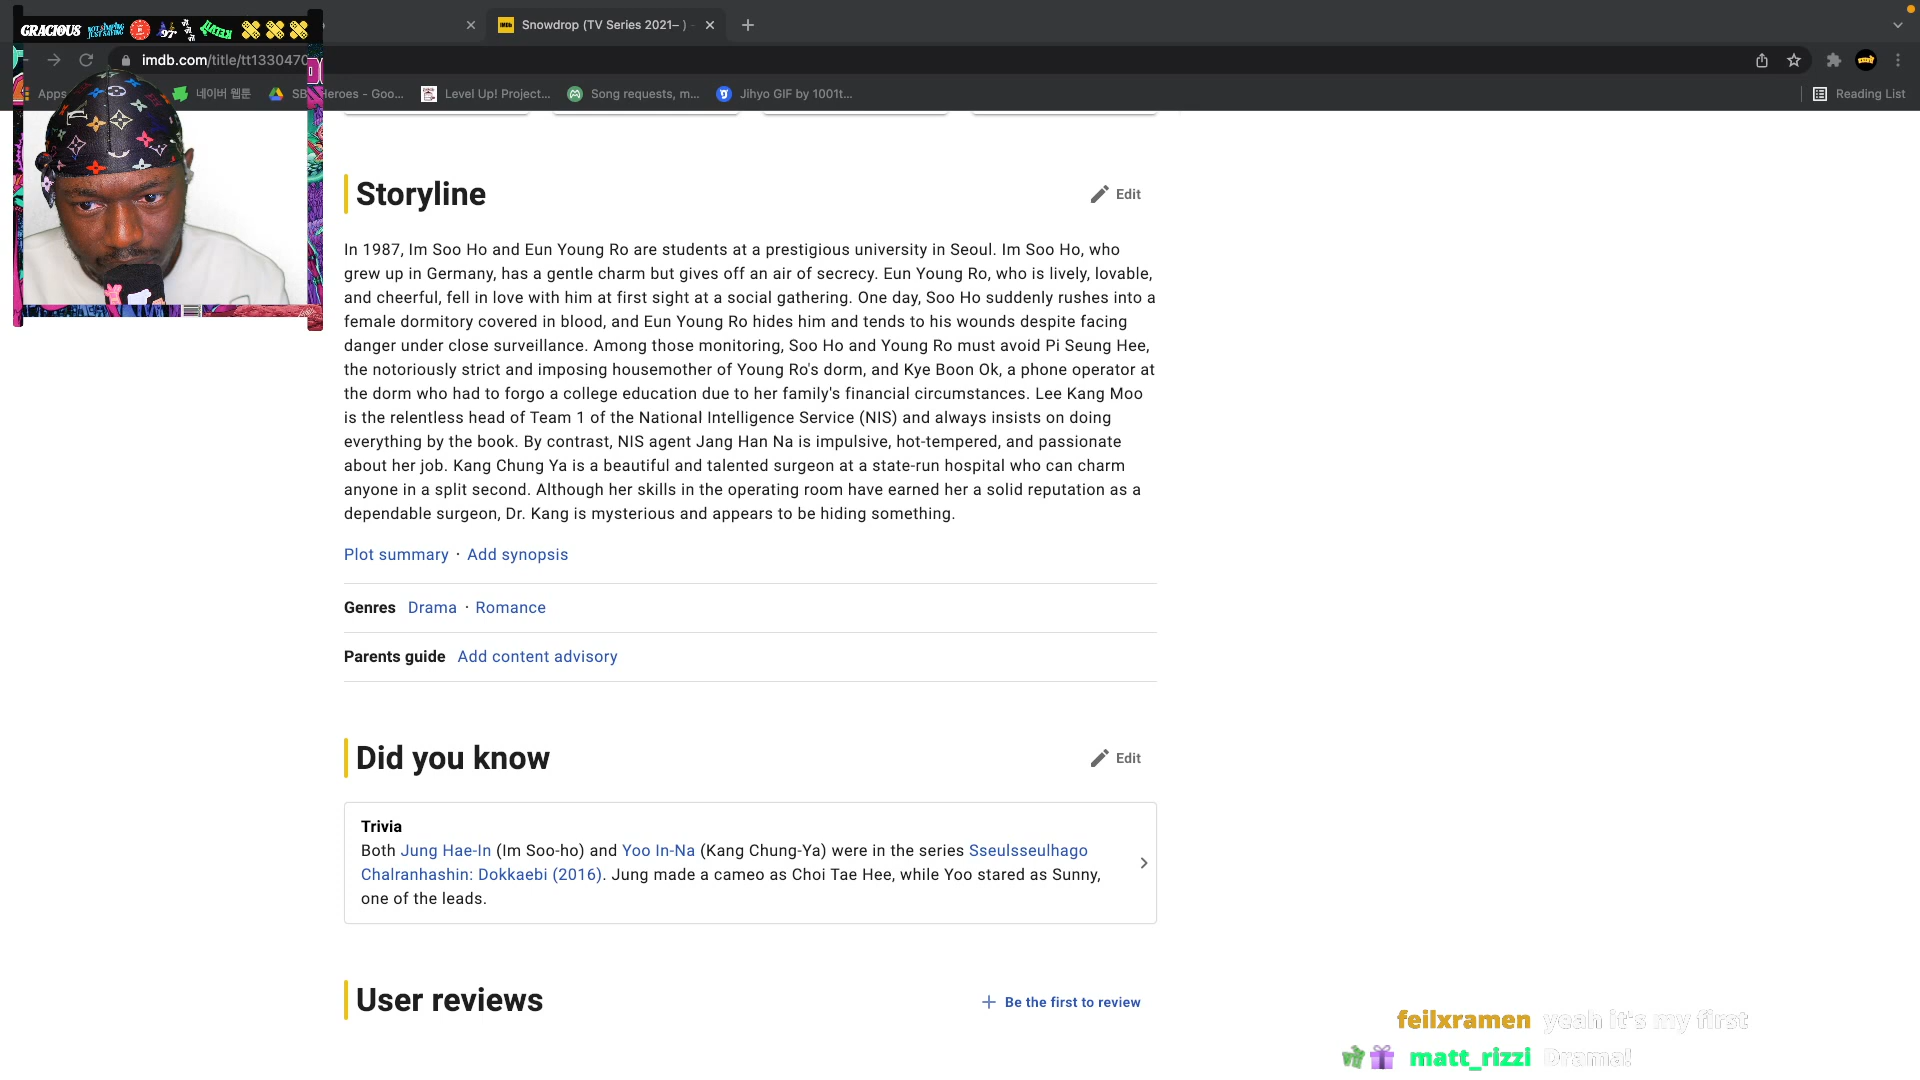 GRACIOUS
97
Snowdrop (TV Series 2021– ) -
imdb.com/title/tt1330470
Apps
네이버 웹툰
SB Heroes - Goo...
Level Up! Project...
Song requests, m...
Jihyo GIF by 1001t...
Reading List
Storyline
Edit
In 1987, Im Soo Ho and Eun Young Ro are students at a prestigious university in Seoul. Im Soo Ho, who
grew up in Germany, has a gentle charm but gives off an air of secrecy. Eun Young Ro, who is lively, lovable,
and cheerful, fell in love with him at first sight at a social gathering. One day, Soo Ho suddenly rushes into a
female dormitory covered in blood, and Eun Young Ro hides him and tends to his wounds despite facing
danger under close surveillance. Among those monitoring, Soo Ho and Young Ro must avoid Pi Seung Hee,
the notoriously strict and imposing housemother of Young Ro's dorm, and Kye Boon Ok, a phone operator at
the dorm who had to forgo a college education due to her family's financial circumstances. Lee Kang Moo
is the relentless head of Team 1 of the National Intelligence Service (NIS) and always insists on doing
everything by the book. By contrast, NIS agent Jang Han Na is impulsive, hot-tempered, and passionate
about her job. Kang Chung Ya is a beautiful and talented surgeon at a state-run hospital who can charm
anyone in a split second. Although her skills in the operating room have earned her a solid reputation as a
dependable surgeon, Dr. Kang is mysterious and appears to be hiding something.
Plot summary · Add synopsis
Genres Drama · Romance
Parents guide Add content advisory
Did you know
Edit
Trivia
Both Jung Hae-In (Im Soo-ho) and Yoo In-Na (Kang Chung-Ya) were in the series Sseulsseulhago
Chalranhashin: Dokkaebi (2016). Jung made a cameo as Choi Tae Hee, while Yoo stared as Sunny,
one of the leads.
User reviews
Be the first to review
feilxramen yeah it's my first
matt_rizzi Drama!